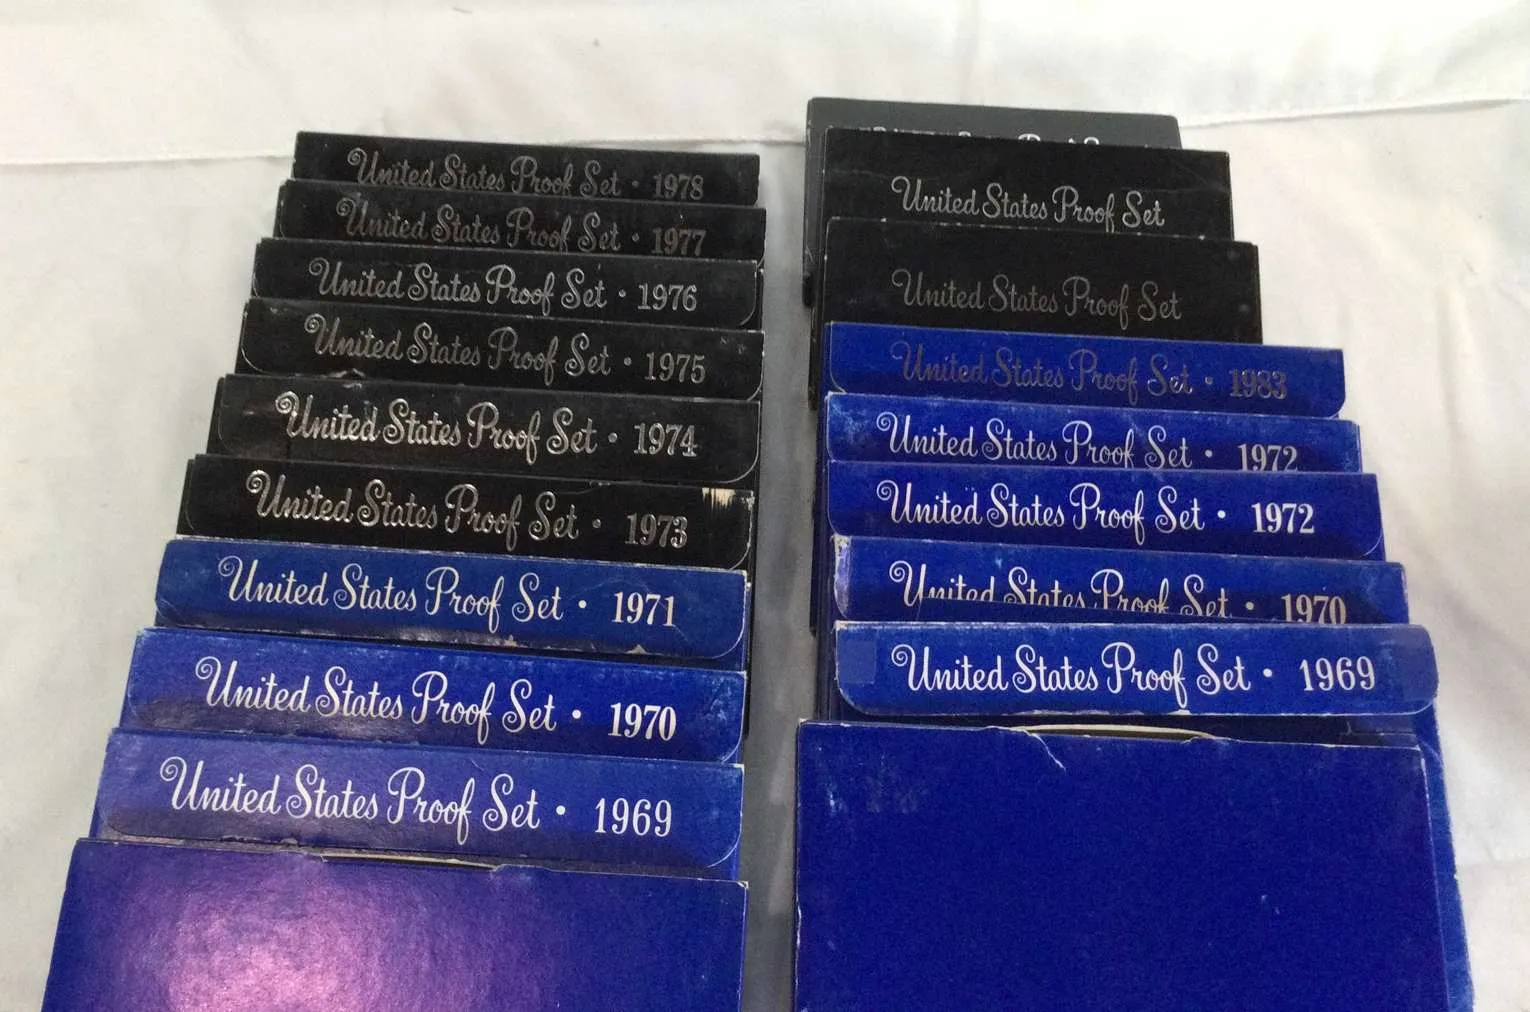 United States Proof Set · 1978
United States Proof Set · 1977
United States Proof Set · 1976
United States Proof Set · 1975
United States Proof Set · 1974
United States Proof Set · 1973
United States Proof Set · 1971
United States Proof Set · 1970
United States Proof Set · 1969
United States Proof Set
United States Proof Set
United States Proof Set · 1983
United States Proof Set · 1972
United States Proof Set · 1972
United States Proof Set · 1970
United States Proof Set · 1969